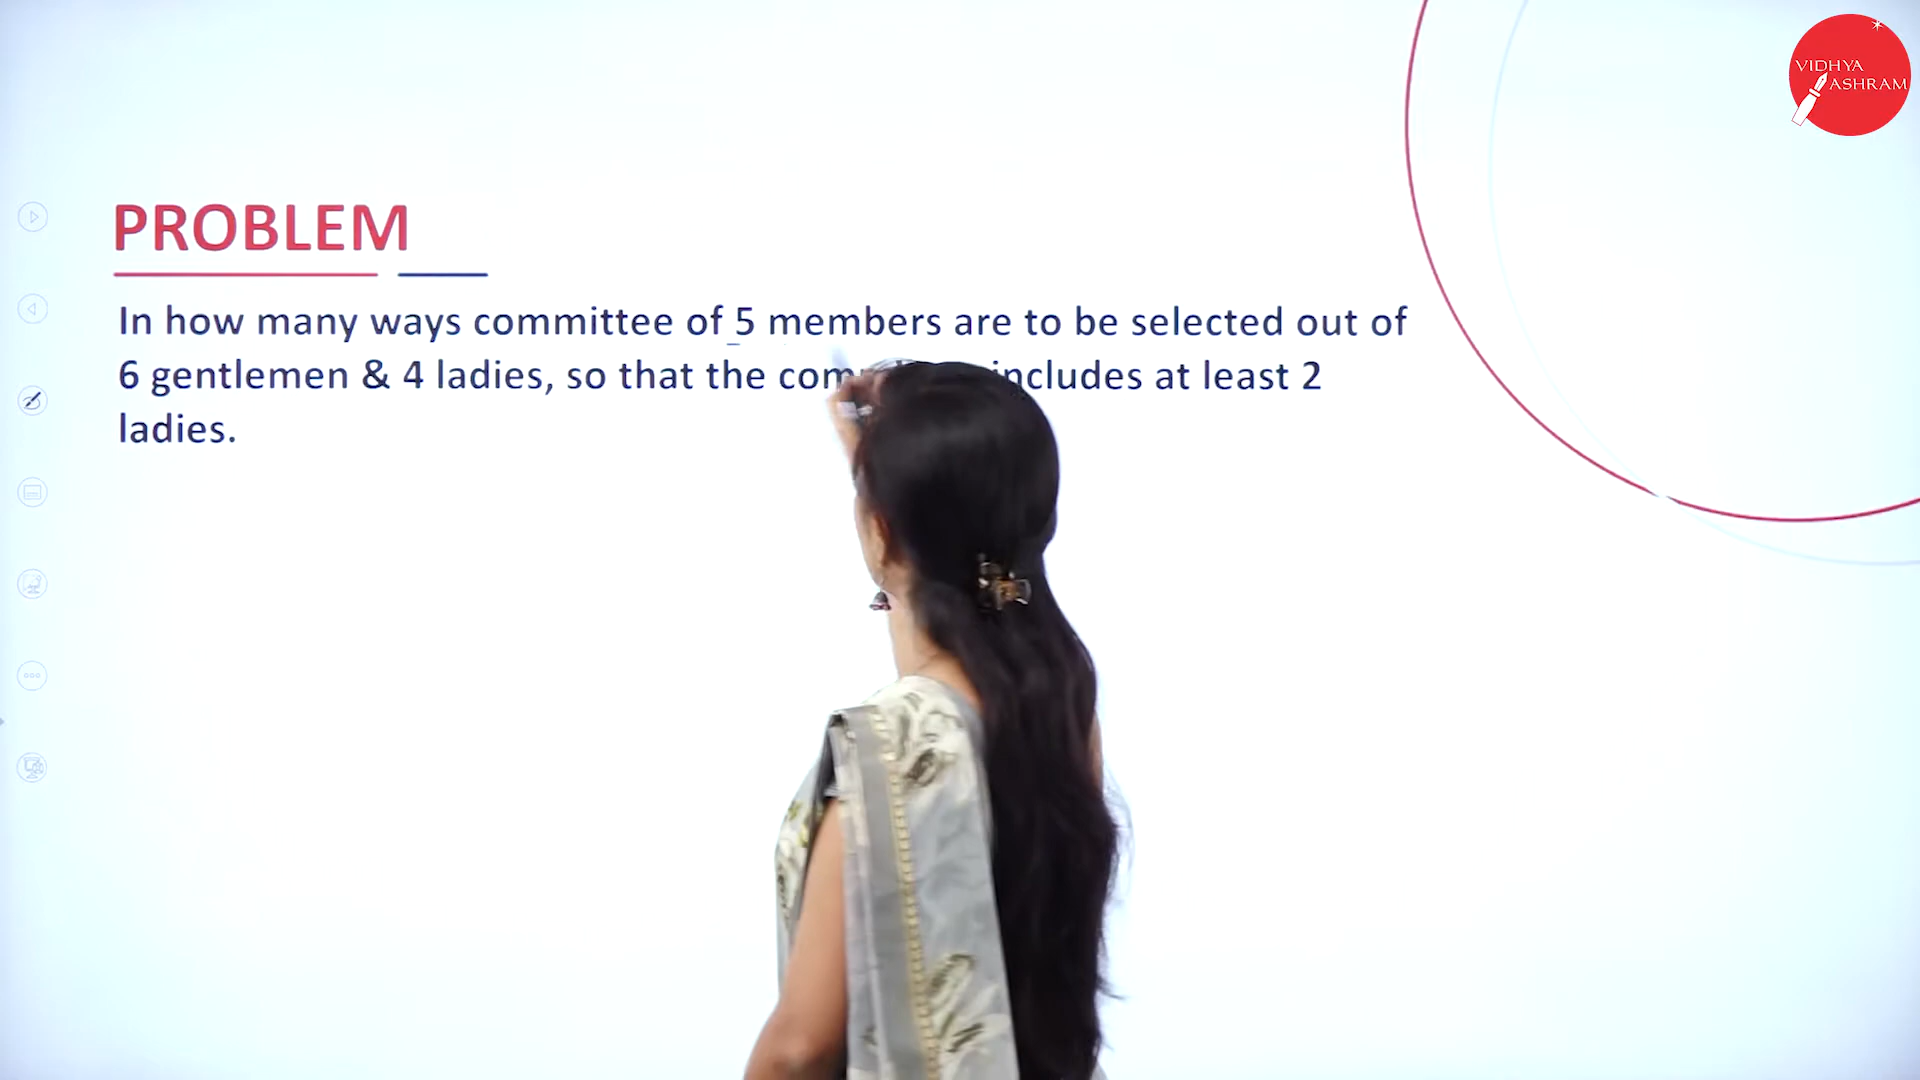 VIDHYA
ASHRAM
PROBLEM
In how many ways committee of 5 members are to be selected out of
6 gentlemen & 4 ladies, so that the includes at least 2
ladies.